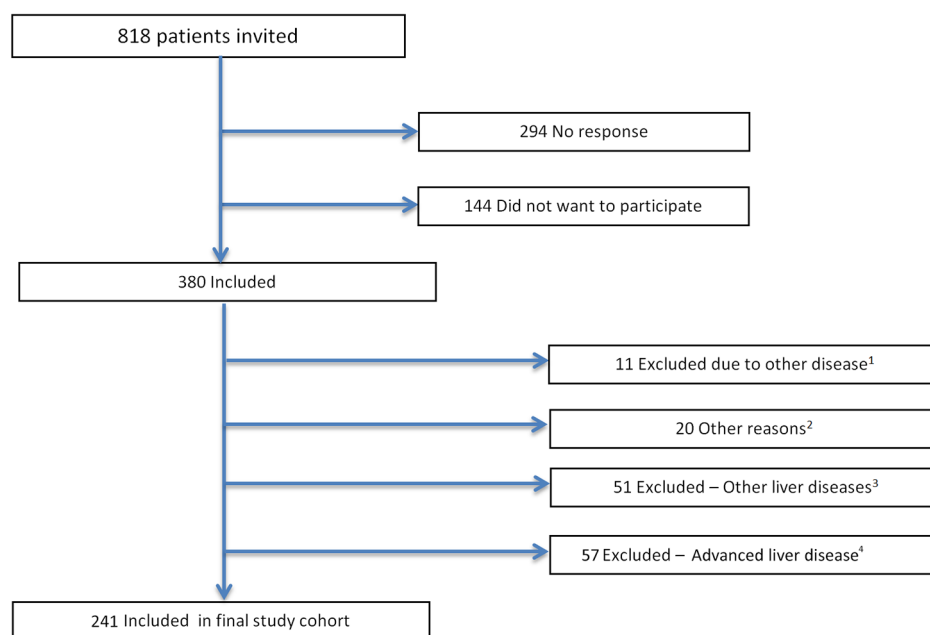 818 patients invited
294 No response
144 Did not want to participate
380 Included
11 Excluded due to other disease¹
20 Other reasons²
51 Excluded – Other liver diseases³
57 Excluded – Advanced liver disease⁴
241 Included in final study cohort